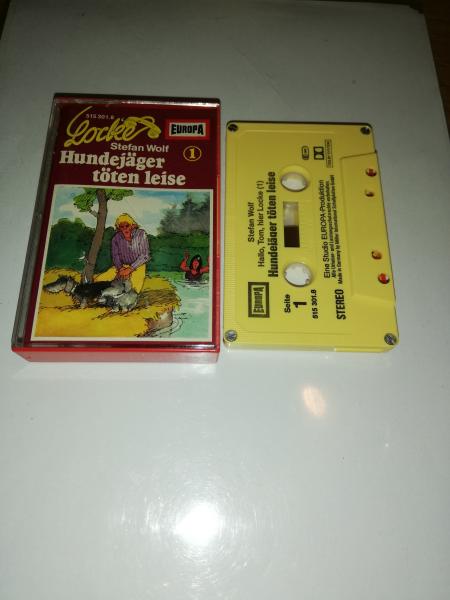 515 301.8
Locke
EUROPA
Stefan Wolf
Hundejäger
1
töten leise
Stefan Wolf
Hallo, Tom, hier Locke (1)
Hundejäger töten leise
EUROPA
Seite
1
515 301.8
Eine Studio EUROPA-Produktion
STEREO